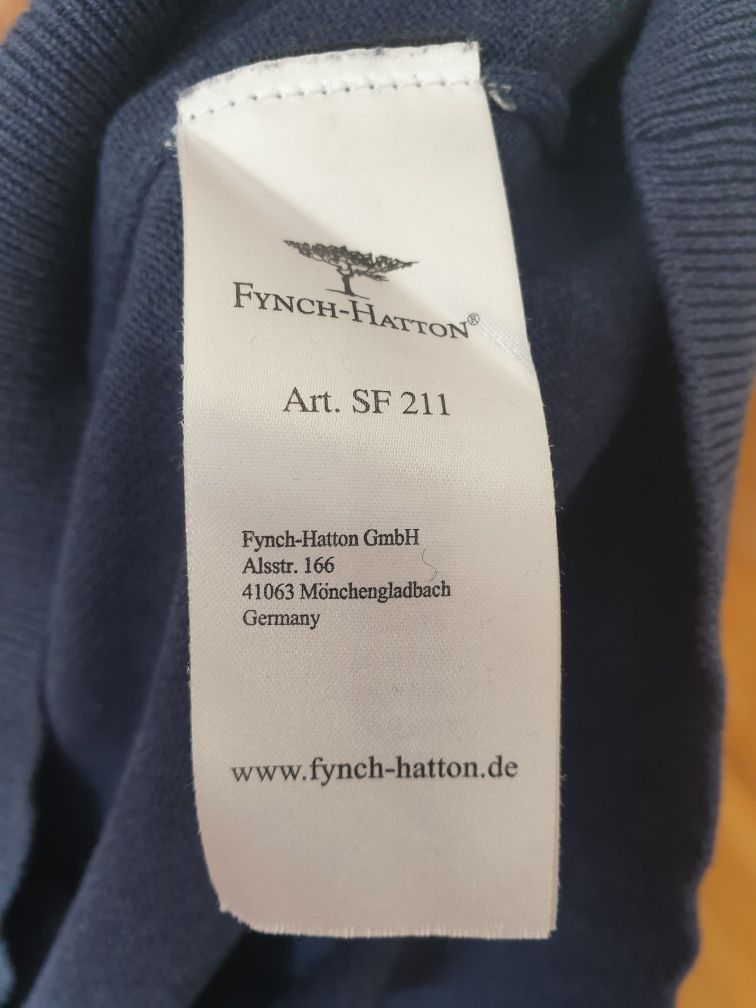 FYNCH-HATTON®
Art. SF 211
Fynch-Hatton GmbH
Alsstr. 166
41063 Mönchengladbach
Germany
www.fynch-hatton.de